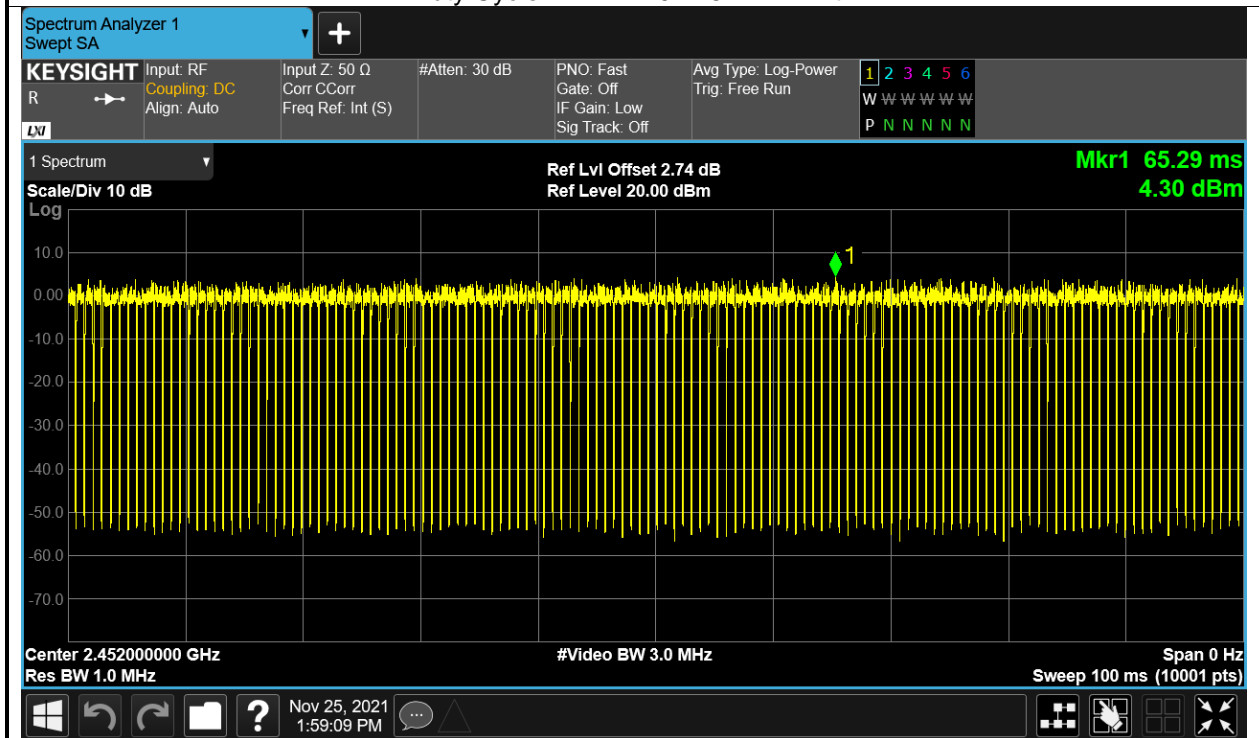 Spectrum Analyzer 1
Swept SA
+
KEYSIGHT
R
LXI
Input: RF
Coupling: DC
Align: Auto
Input Z: 50 Ω
Corr CCorr
Freq Ref: Int (S)
#Atten: 30 dB
PNO: Fast
Gate: Off
IF Gain: Low
Sig Track: Off
Avg Type: Log-Power
Trig: Free Run
1 2 3 4 5 6
W W W W W W
P N N N N N
1 Spectrum
Scale/Div 10 dB
Log
Ref Lvl Offset 2.74 dB
Ref Level 20.00 dBm
Mkr1 65.29 ms
4.30 dBm
1
10.0
0.00
-10.0
-20.0
-30.0
-40.0
-50.0
-60.0
-70.0
Center 2.452000000 GHz
Res BW 1.0 MHz
#Video BW 3.0 MHz
Span 0 Hz
Sweep 100 ms (10001 pts)
?
Nov 25, 2021
1:59:09 PM